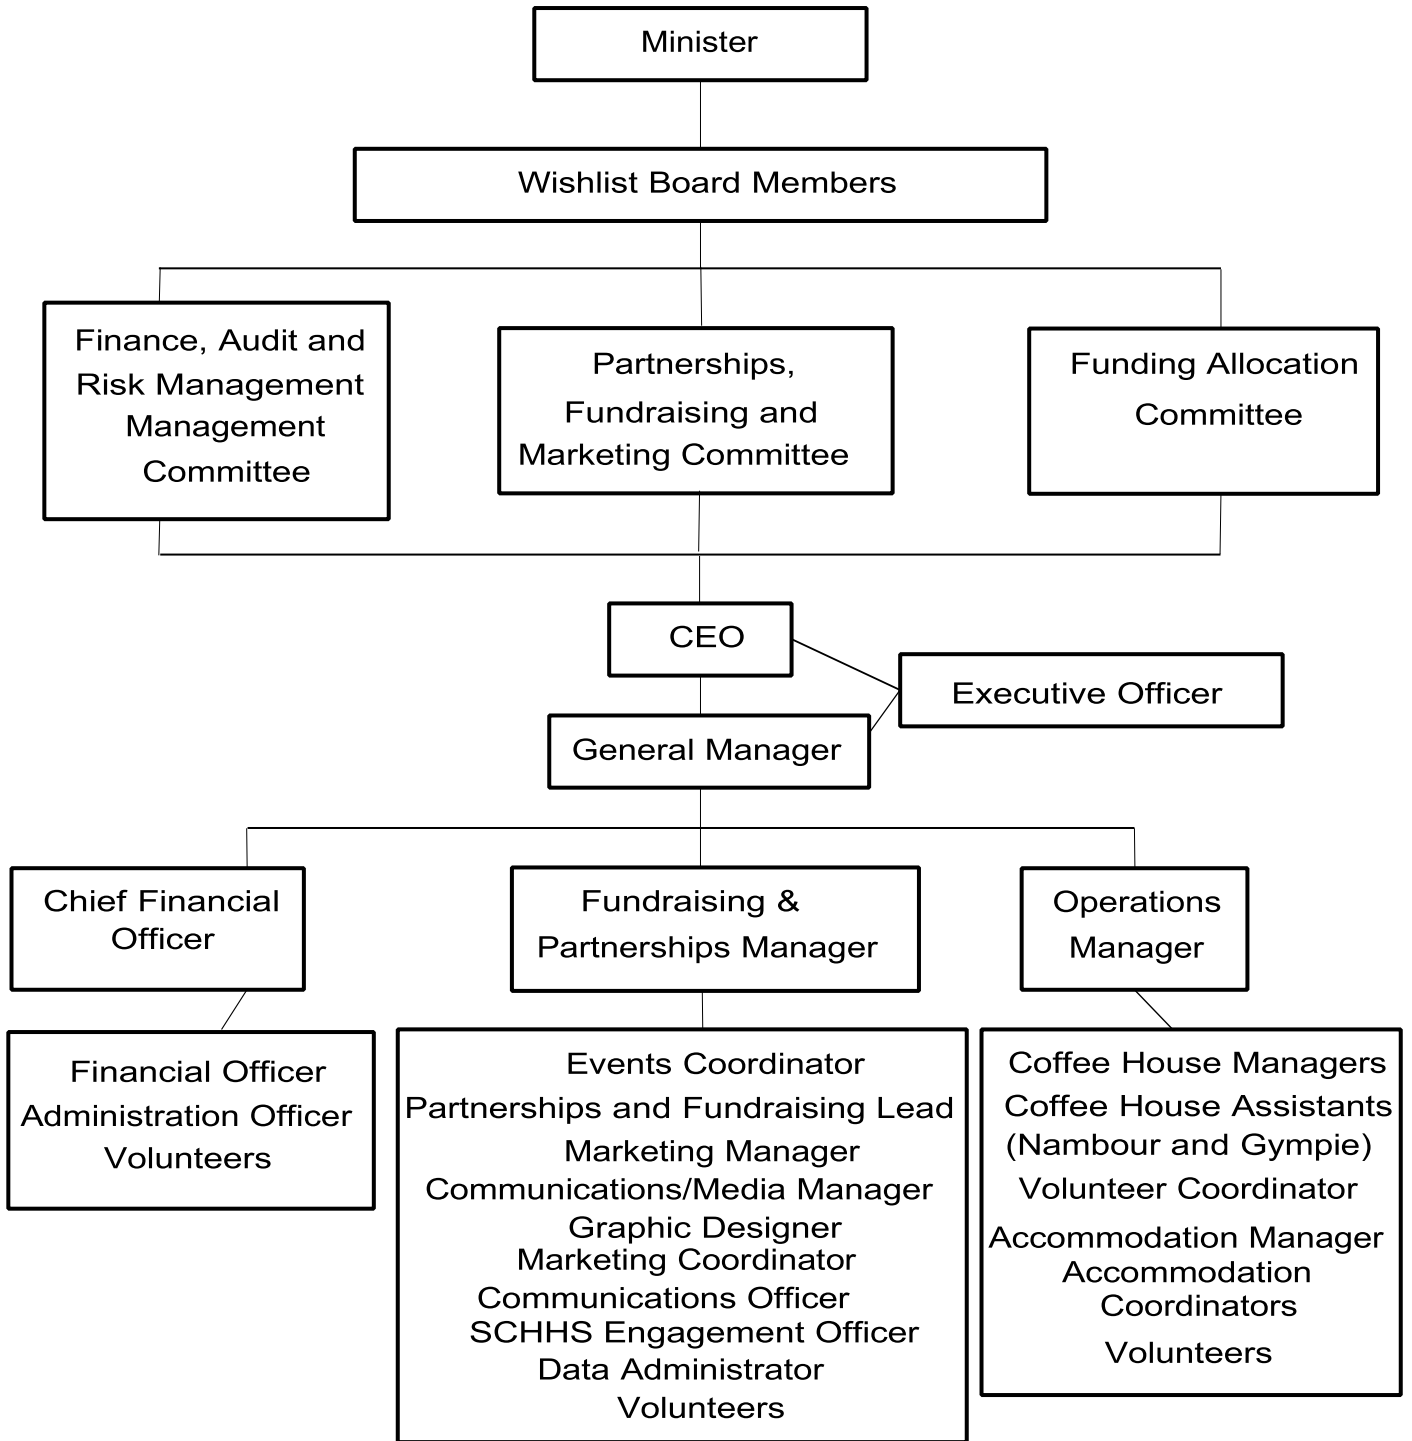 Minister
Wishlist Board Members
Finance, Audit and
Risk Management
Management
Committee
Partnerships,
Fundraising and
Marketing Committee
Funding Allocation
Committee
CEO
Executive Officer
General Manager
Chief Financial
Officer
Fundraising &
Partnerships Manager
Operations
Manager
Financial Officer
Administration Officer
Volunteers
Events Coordinator
Partnerships and Fundraising Lead
Marketing Manager
Communications/Media Manager
Graphic Designer
Marketing Coordinator
Communications Officer
SCHHS Engagement Officer
Data Administrator
Volunteers
Coffee House Managers
Coffee House Assistants
(Nambour and Gympie)
Volunteer Coordinator
Accommodation Manager
Accommodation
Coordinators
Volunteers